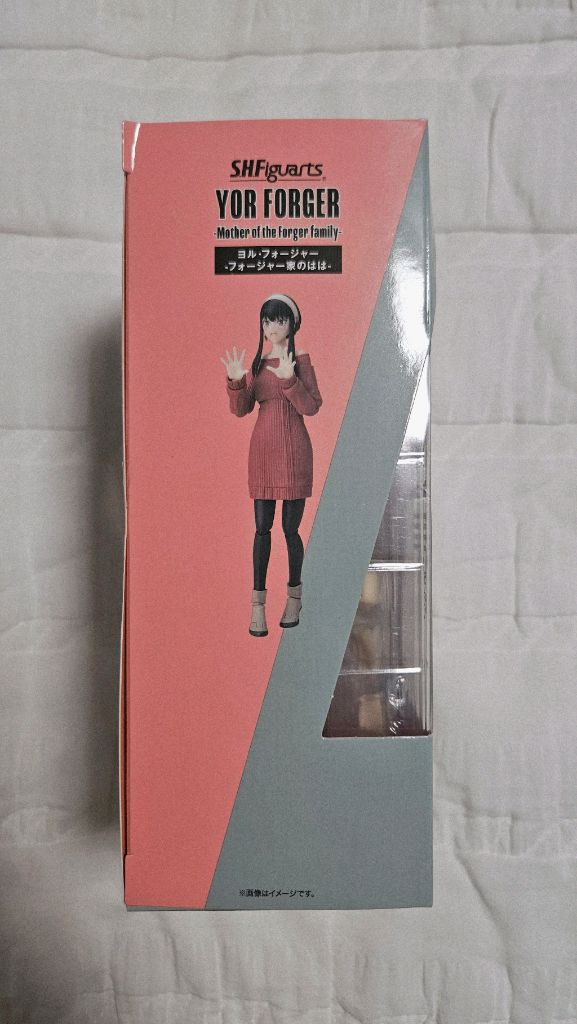 S.H.Figuarts
YOR FORGER
-Mother of the Forger family-
ヨル・フォージャー
-フォージャー家のはは-
※画像はイメージです。